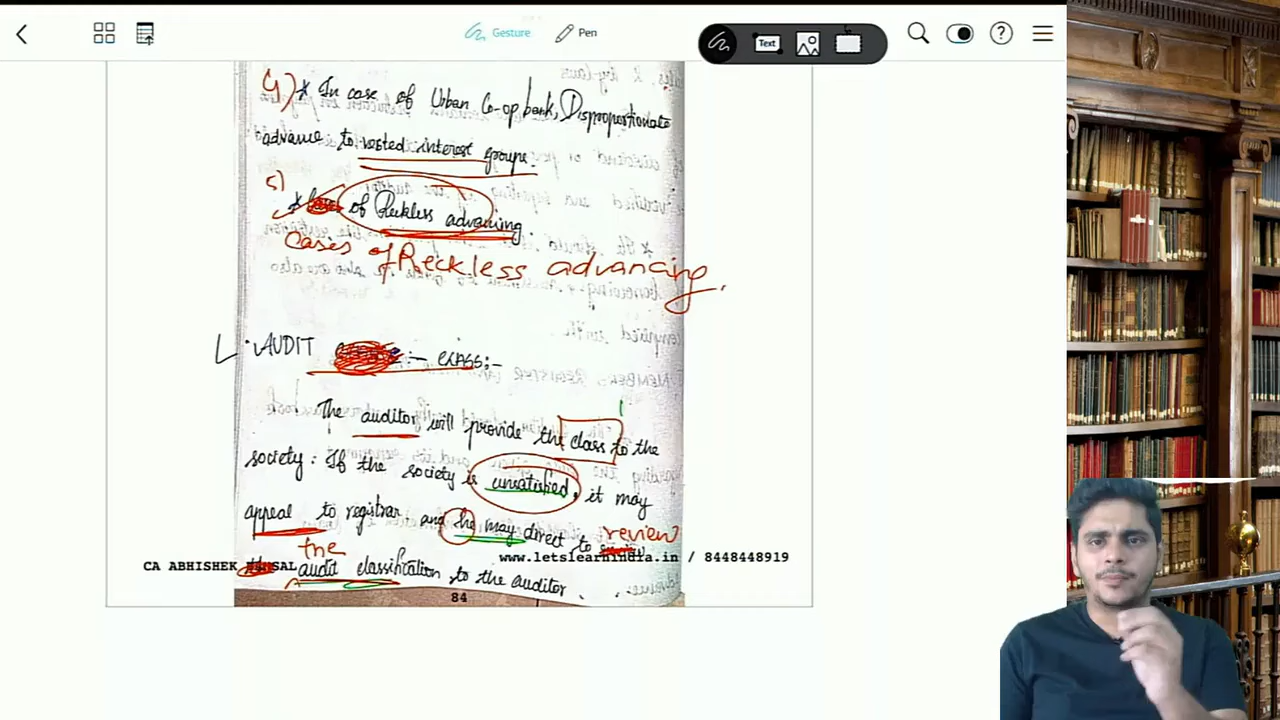 Gesture
Pen
Text
4) * In case of Urban Co-op bank, Disproportionate
advance to vested interest groups.
5) * of Reckless advancing.
Cases of Reckless advancing.
L. AUDIT :- CLASS:-
The auditor will provide the class to the
society. If the society is unsatisfied, it may
appeal to registrar and he may direct to review
the audit classification to the auditor.
www.letslearnindia.in / 8448448919
CA ABHISHEK
84